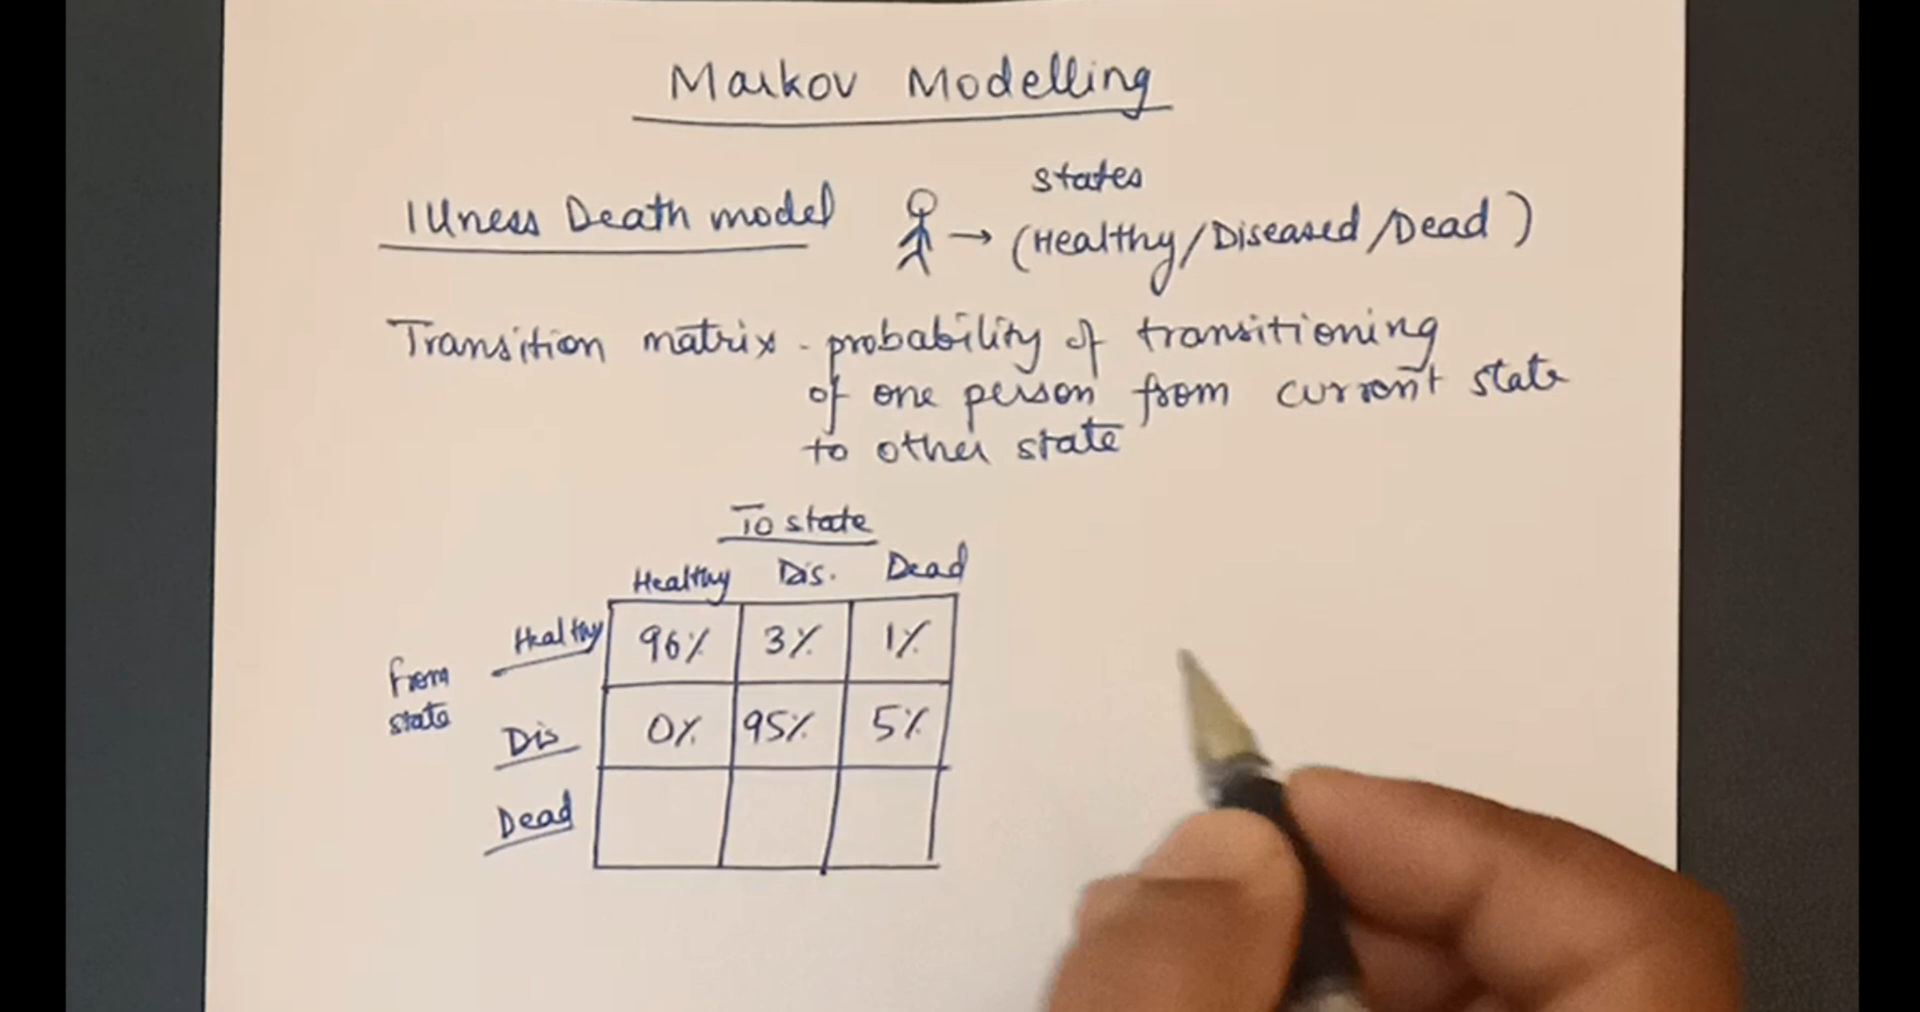 Markov Modelling
states
Illness Death model → (Healthy/Diseased/Dead)
Transition matrix - probability of transitioning
of one person from current state
to other state
To state
Healthy Dis. Dead
Healthy 96% 3% 1%
from
state
Dis 0% 95% 5%
Dead